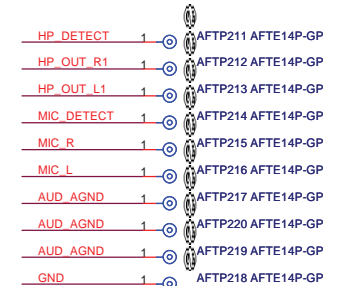 HP_DETECT 1 AFTP211 AFTE14P-GP
HP_OUT_R1 1 AFTP212 AFTE14P-GP
HP_OUT_L1 1 AFTP213 AFTE14P-GP
MIC_DETECT 1 AFTP214 AFTE14P-GP
MIC_R 1 AFTP215 AFTE14P-GP
MIC_L 1 AFTP216 AFTE14P-GP
AUD_AGND 1 AFTP217 AFTE14P-GP
AUD_AGND 1 AFTP220 AFTE14P-GP
AUD_AGND 1 AFTP219 AFTE14P-GP
GND 1 AFTP218 AFTE14P-GP